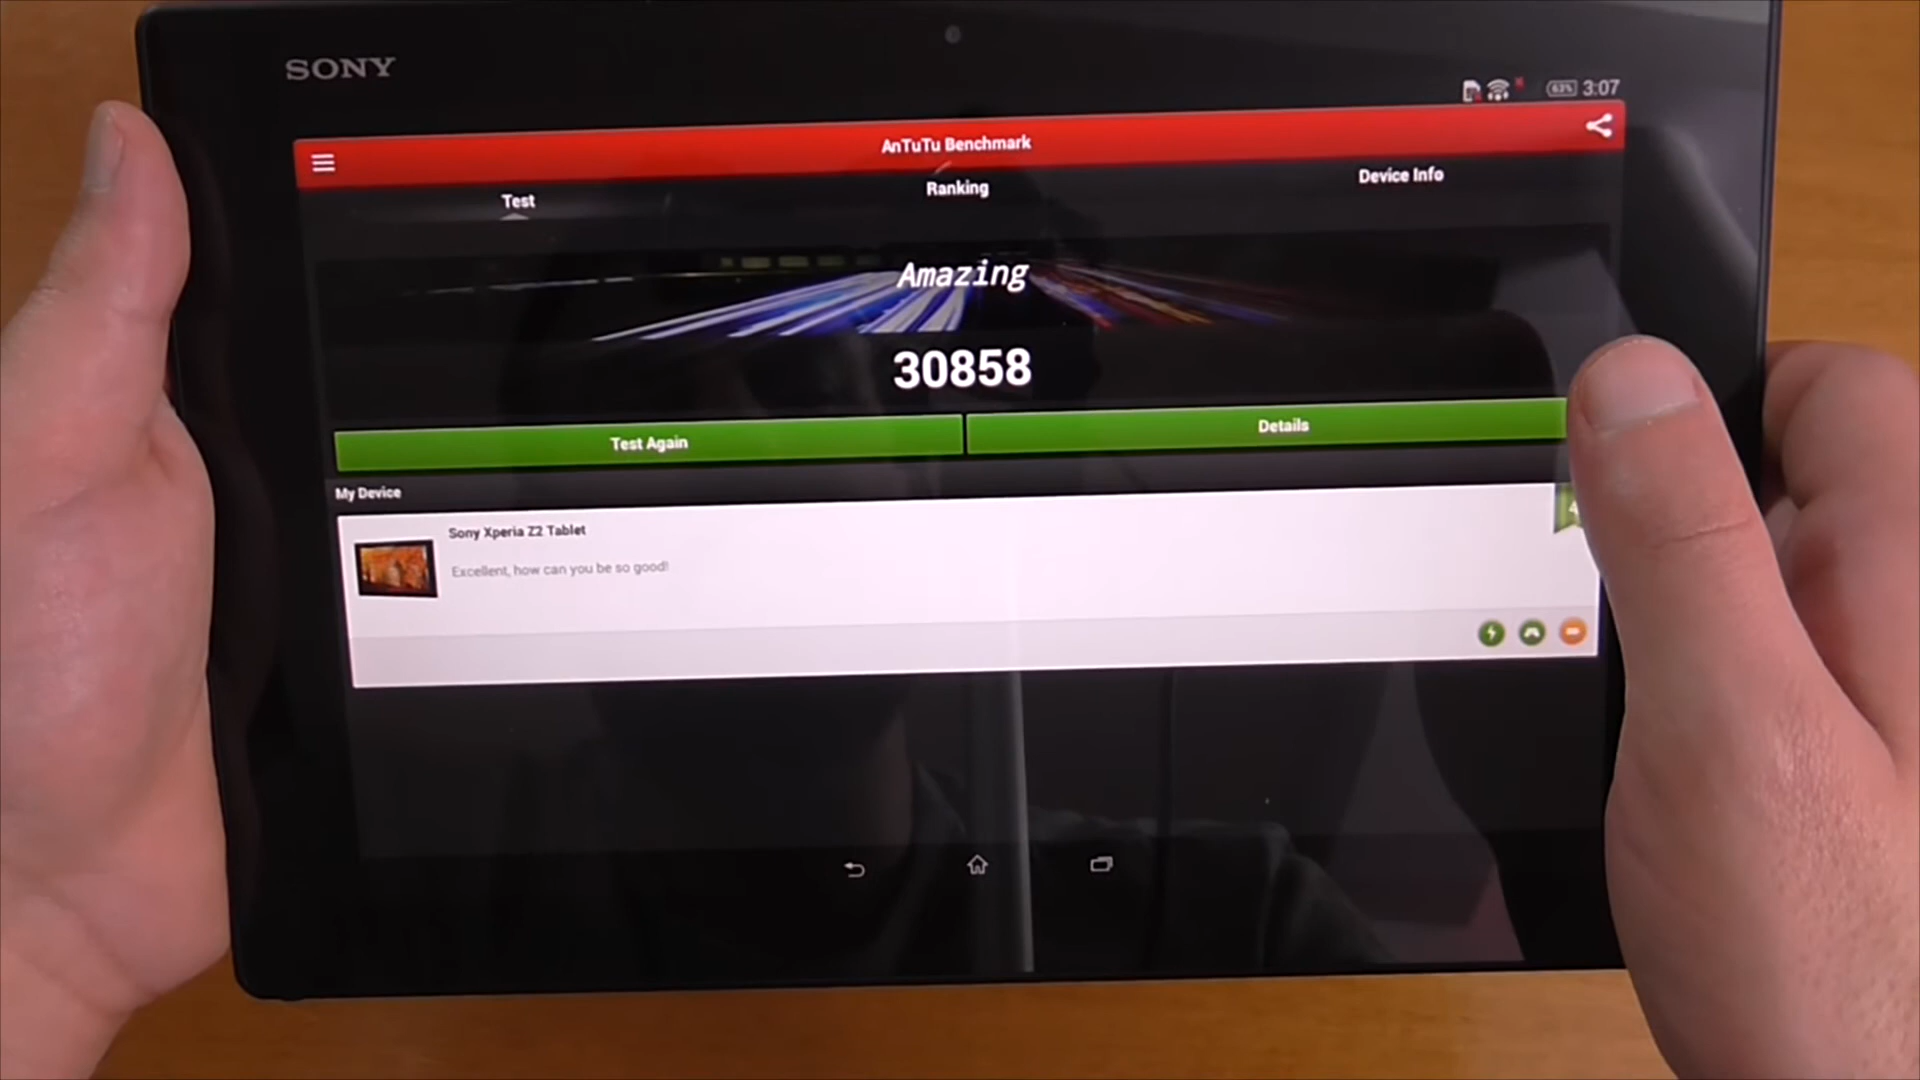 SONY
63% 3:07
AnTuTu Benchmark
Test
Ranking
Device Info
Amazing
30858
Test Again
Details
My Device
Sony Xperia Z2 Tablet
Excellent, how can you be so good!